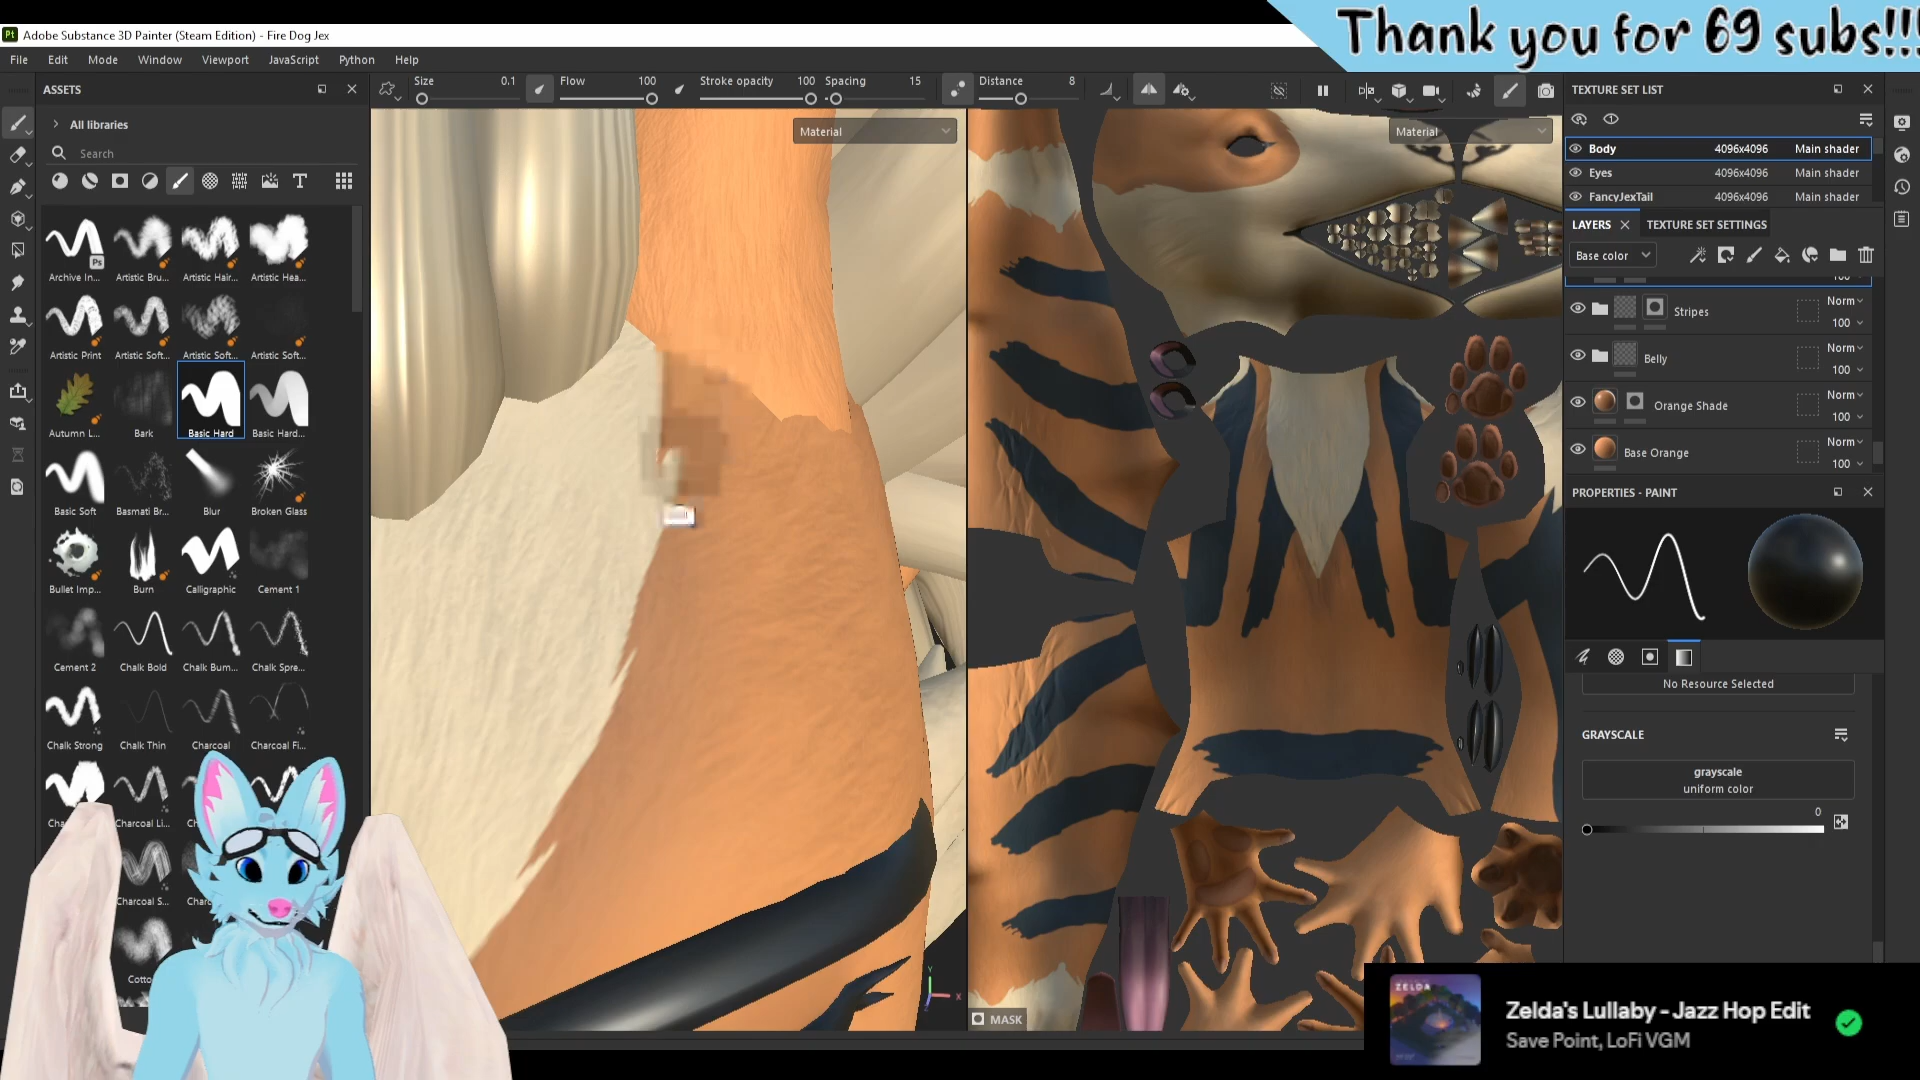 Thank you for 69 subs!!!
Adobe Substance 3D Painter (Steam Edition) - Fire Dog Jex
File Edit Mode Window Viewport JavaScript Python Help
ASSETS
Size 0.1 Flow 100 Stroke opacity 100 Spacing 15 Distance 8
All libraries
Search
Archive In... Artistic Bru... Artistic Hair... Artistic Hea...
Artistic Print Artistic Soft... Artistic Soft... Artistic Soft...
Autumn L... Bark Basic Hard Basic Hard...
Basic Soft Basmati Br... Blur Broken Glass
Bullet Imp... Burn Calligraphic Cement 1
Cement 2 Chalk Bold Chalk Bum... Chalk Spre...
Chalk Strong Chalk Thin Charcoal Charcoal Fi...
Charcoal Li...
Charcoal S...
Material
Material
MASK
TEXTURE SET LIST
Body 4096x4096 Main shader
Eyes 4096x4096 Main shader
FancyJexTail 4096x4096 Main shader
LAYERS TEXTURE SET SETTINGS
Base color
Stripes Norm 100
Belly Norm 100
Orange Shade Norm 100
Base Orange Norm 100
PROPERTIES - PAINT
No Resource Selected
GRAYSCALE
grayscale
uniform color
0
ZELDA
Zelda's Lullaby - Jazz Hop Edit
Save Point, LoFi VGM